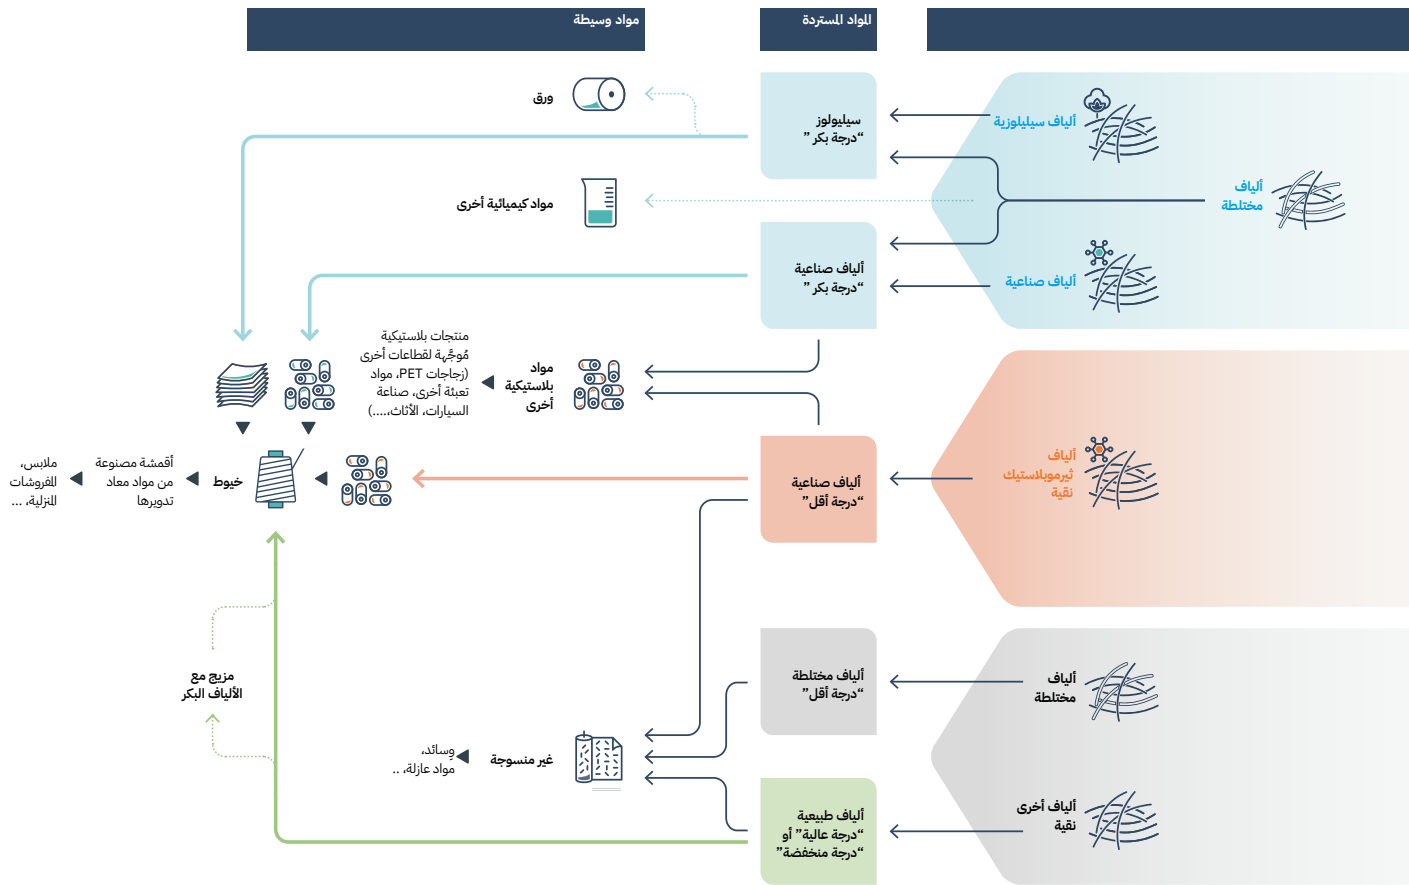 المواد المستردة
مواد وسيطة
ألياف
مختلطة
ألياف سيليلوزية
ألياف صناعية
سيليولوز
“درجة بكر ”
ألياف صناعية
“درجة بكر ”
ورق
مواد كيميائية أخرى
مواد
بلاستيكية
أخرى
منتجات بلاستيكية
مُوجَّهة لقطاعات أخرى
(زجاجات PET، مواد
تعبئة أخرى، صناعة
السيارات، الأثاث،....)
ألياف
ثيرموبلاستيك
نقية
ألياف صناعية
“درجة أقل”
خيوط
أقمشة مصنوعة
من مواد معاد
تدويرها
ملابس،
المفروشات
المنزلية، ...
ألياف
مختلطة
ألياف مختلطة
“درجة أقل”
مزيج مع
الألياف البكر
غير منسوجة
وسائد،
مواد عازلة، ..
ألياف أخرى
نقية
ألياف طبيعية
“درجة عالية” أو
“درجة منخفضة”